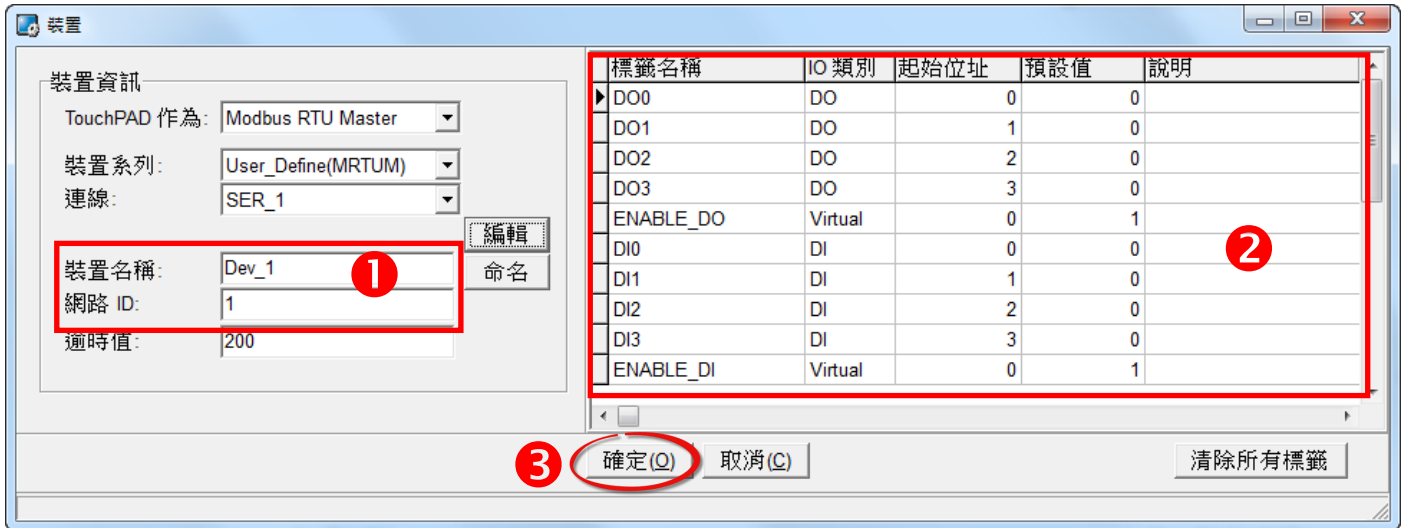 裝置
裝置資訊
TouchPAD 作為: Modbus RTU Master
裝置系列: User_Define(MRTUM)
連線: SER_1
編輯
裝置名稱: Dev_1
命名
網路 ID: 1
逾時值: 200
1
標籤名稱 IO 類別 起始位址 預設值 說明
DO0 DO 0 0
DO1 DO 1 0
DO2 DO 2 0
DO3 DO 3 0
ENABLE_DO Virtual 0 1
DI0 DI 0 0
DI1 DI 1 0
DI2 DI 2 0
DI3 DI 3 0
ENABLE_DI Virtual 0 1
2
3
確定(O) 取消(C) 清除所有標籤